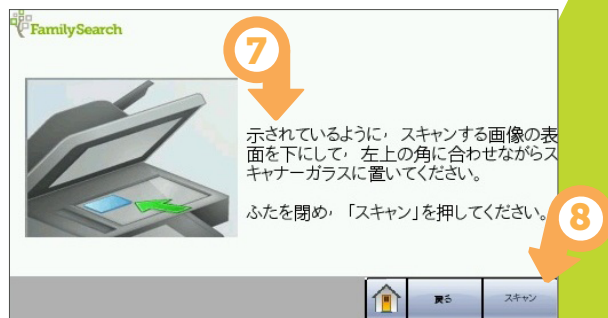 FamilySearch
7
示されているように， スキャンする画像の表
面を下にして， 左上の角に合わせながらス
キャナーガラスに置いてください。
ふたを閉め， 「スキャン」を押してください。
8
戻る
スキャン